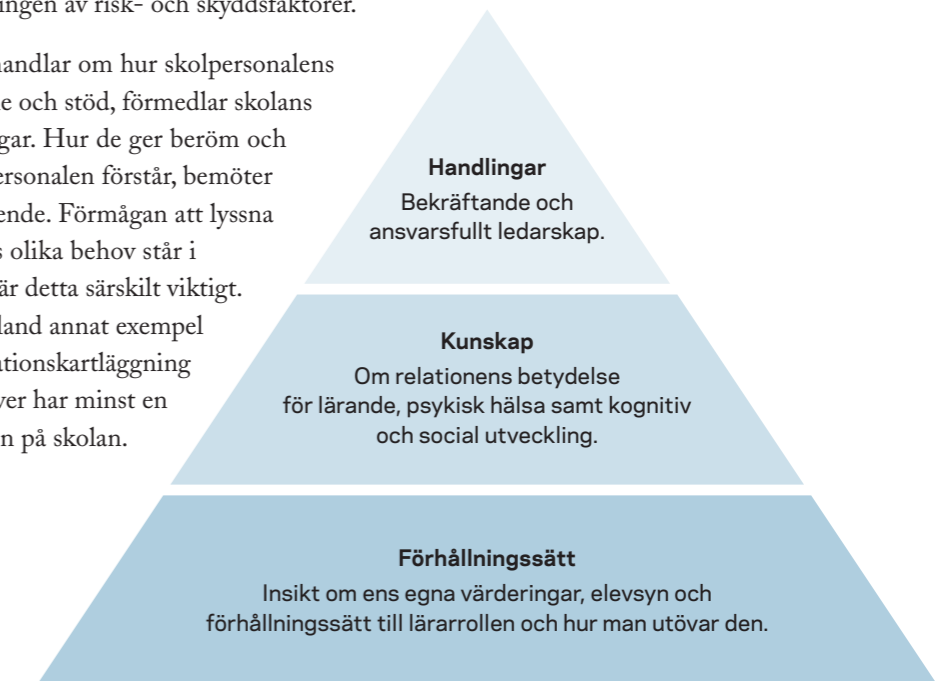 ingen av risk- och skyddsfaktorer.
handlar om hur skolpersonalens
e och stöd, förmedlar skolans
gar. Hur de ger beröm och
ersonalen förstår, bemöter
ende. Förmågan att lyssna
s olika behov står i
är detta särskilt viktigt.
land annat exempel
ationskartläggning
ver har minst en
n på skolan.
Handlingar
Bekräftande och
ansvarsfullt ledarskap.
Kunskap
Om relationens betydelse
för lärande, psykisk hälsa samt kognitiv
och social utveckling.
Förhållningssätt
Insikt om ens egna värderingar, elevsyn och
förhållningssätt till lärarrollen och hur man utövar den.